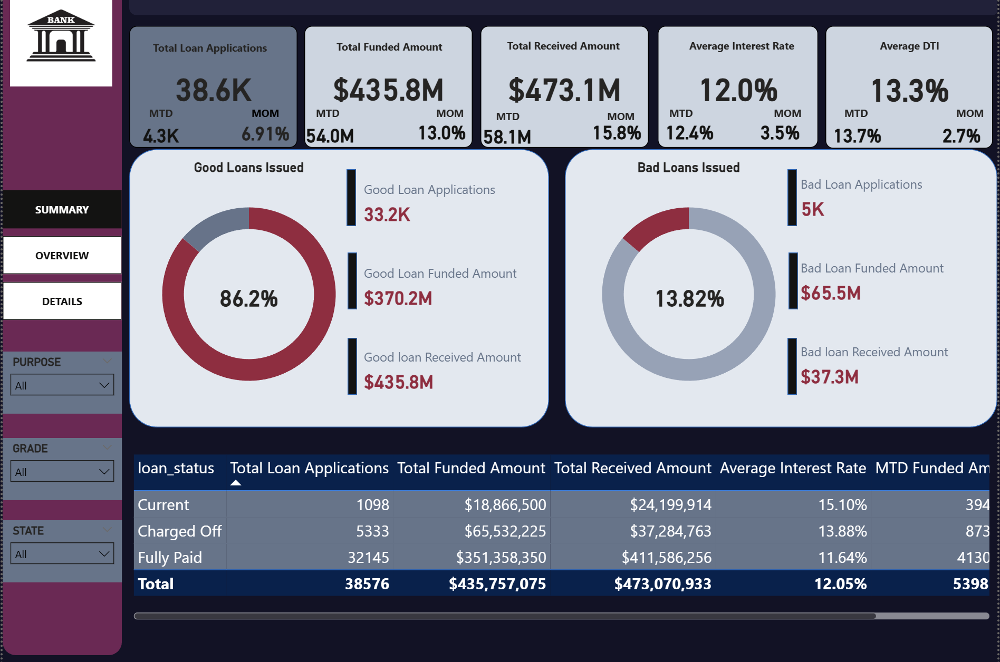 BANK
SUMMARY
OVERVIEW
DETAILS
PURPOSE
All
GRADE
All
STATE
All
Total Loan Applications
38.6K
MTD MOM
4.3K 6.91%
Total Funded Amount
$435.8M
MTD MOM
54.0M 13.0%
Total Received Amount
$473.1M
MTD MOM
58.1M 15.8%
Average Interest Rate
12.0%
MTD MOM
12.4% 3.5%
Average DTI
13.3%
MTD MOM
13.7% 2.7%
Good Loans Issued
86.2%
Good Loan Applications
33.2K
Good Loan Funded Amount
$370.2M
Good loan Received Amount
$435.8M
Bad Loans Issued
13.82%
Bad Loan Applications
5K
Bad Loan Funded Amount
$65.5M
Bad loan Received Amount
$37.3M
loan_status Total Loan Applications Total Funded Amount Total Received Amount Average Interest Rate MTD Funded Am
Current 1098 $18,866,500 $24,199,914 15.10% 394
Charged Off 5333 $65,532,225 $37,284,763 13.88% 873
Fully Paid 32145 $351,358,350 $411,586,256 11.64% 4130
Total 38576 $435,757,075 $473,070,933 12.05% 5398